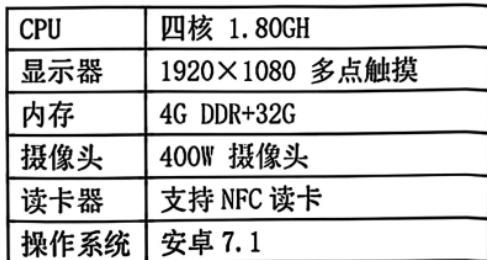 CPU 四核 1.80GH
显示器 1920×1080 多点触摸
内存 4G DDR+32G
摄像头 400W 摄像头
读卡器 支持 NFC 读卡
操作系统 安卓 7.1